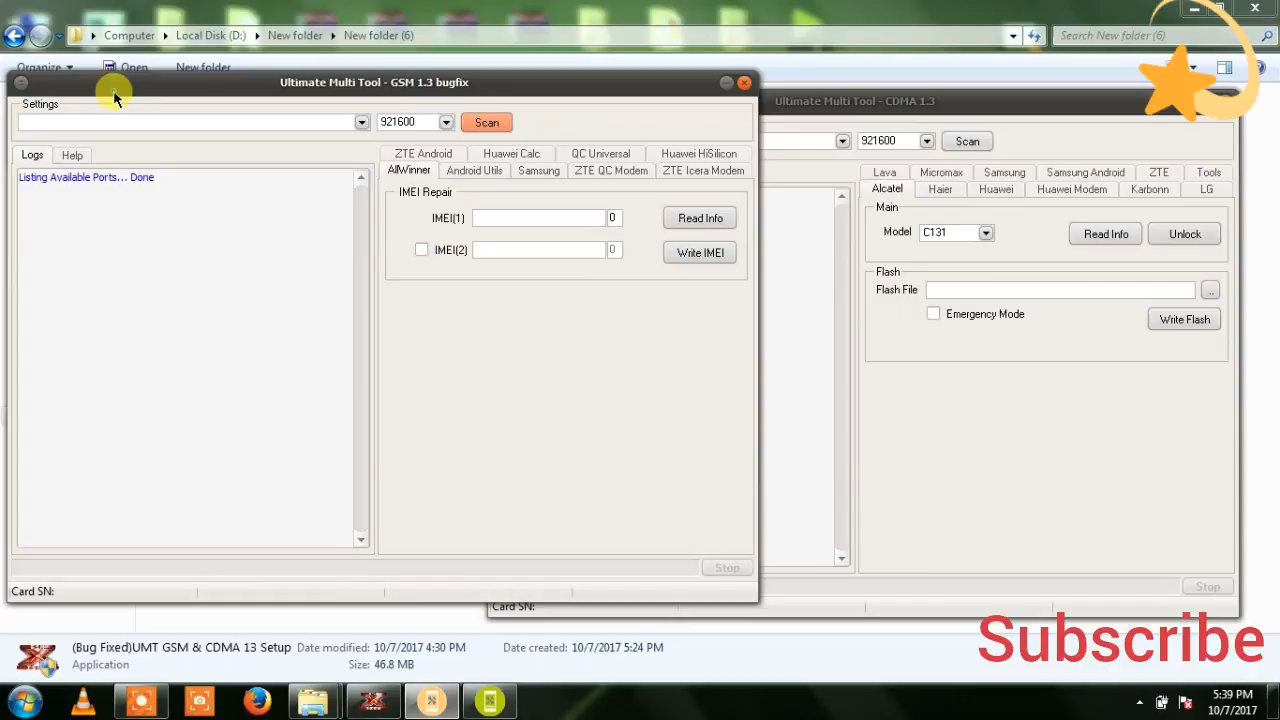 Computer
Local Disk (D:)
New folder
New folder (6)
Search New folder (6)
Organize
Open
New folder
Ultimate Multi Tool - GSM 1.3 bugfix
Settings
921600
Scan
Logs
Help
Listing Available Ports... Done
ZTE Android
Huawei Calc
QC Universal
Huawei HiSilicon
AllWinner
Android Utils
Samsung
ZTE QC Modem
ZTE Icera Modem
IMEI Repair
IMEI(1)
0
Read Info
IMEI(2)
0
Write IMEI
Stop
Card SN:
Ultimate Multi Tool - CDMA 1.3
921600
Scan
Lava
Micromax
Samsung
Samsung Android
ZTE
Tools
Alcatel
Haier
Huawei
Huawei Modem
Karbonn
LG
Main
Model
C131
Read Info
Unlock
Flash
Flash File
..
Emergency Mode
Write Flash
Stop
Card SN:
Subscribe
(Bug Fixed)UMT GSM & CDMA 13 Setup
Date modified: 10/7/2017 4:30 PM
Date created: 10/7/2017 5:24 PM
Application
Size: 46.8 MB
5:39 PM
10/7/2017